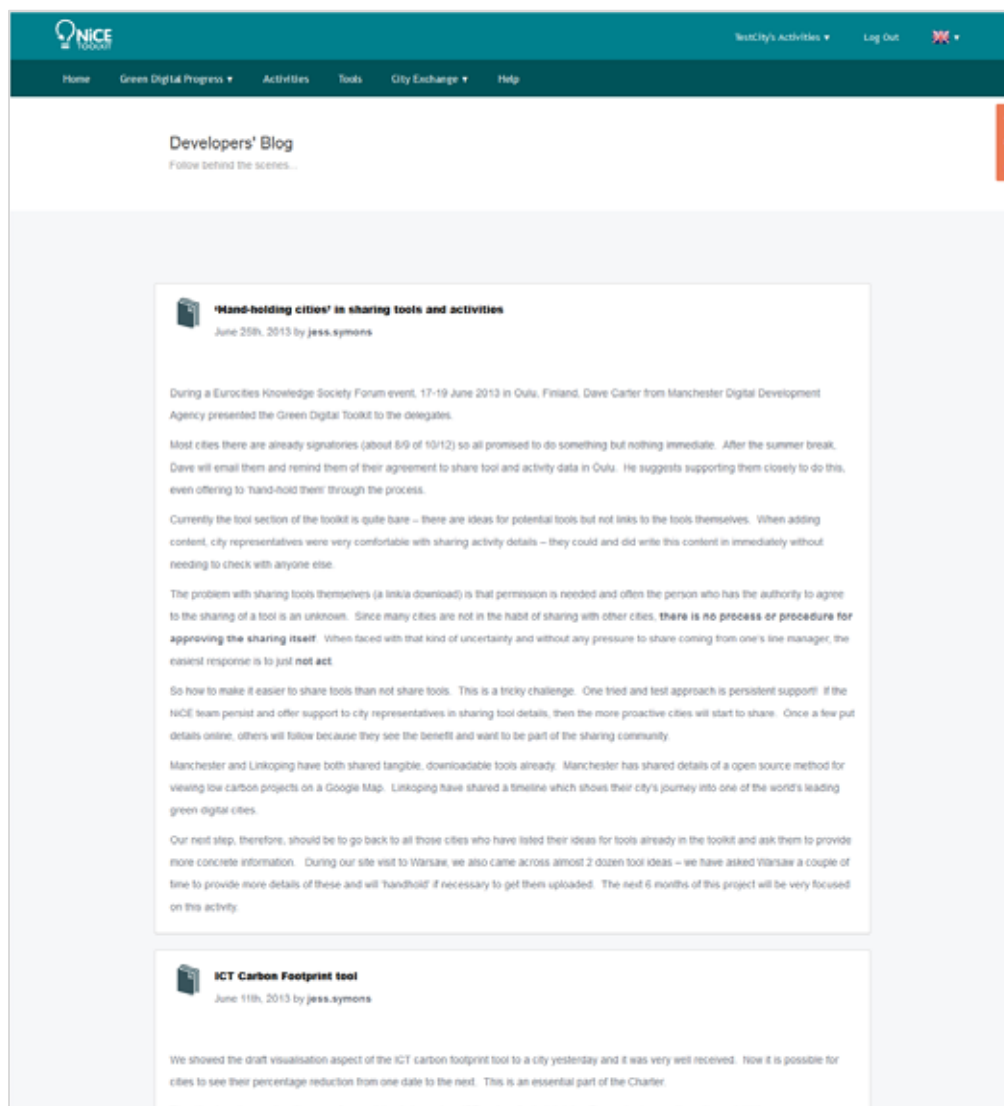 NiCE
TOOLKIT
TestCity's Activities ▾ Log Out ▾
Home Green Digital Progress ▾ Activities Tools City Exchange ▾ Help
Developers' Blog
Follow behind the scenes...
'Hand-holding cities' in sharing tools and activities
June 25th, 2013 by jess.symons
During a Eurocities Knowledge Society Forum event, 17-19 June 2013 in Oulu, Finland, Dave Carter from Manchester Digital Development
Agency presented the Green Digital Toolkit to the delegates.
Most cities there are already signatories (about 8/9 of 10/12) so all promised to do something but nothing immediate. After the summer break,
Dave will email them and remind them of their agreement to share tool and activity data in Oulu. He suggests supporting them closely to do this,
even offering to 'hand-hold them' through the process.
Currently the tool section of the toolkit is quite bare – there are ideas for potential tools but not links to the tools themselves. When adding
content, city representatives were very comfortable with sharing activity details – they could and did write this content in immediately without
needing to check with anyone else.
The problem with sharing tools themselves (a link/a download) is that permission is needed and often the person who has the authority to agree
to the sharing of a tool is an unknown. Since many cities are not in the habit of sharing with other cities, there is no process or procedure for
approving the sharing itself. When faced with that kind of uncertainty and without any pressure to share coming from one's line manager, the
easiest response is to just not act.
So how to make it easier to share tools than not share tools. This is a tricky challenge. One tried and test approach is persistent support! If the
NiCE team persist and offer support to city representatives in sharing tool details, then the more proactive cities will start to share. Once a few put
details online, others will follow because they see the benefit and want to be part of the sharing community.
Manchester and Linkoping have both shared tangible, downloadable tools already. Manchester has shared details of a open source method for
viewing low carbon projects on a Google Map. Linkoping have shared a timeline which shows their city's journey into one of the world's leading
green digital cities.
Our next step, therefore, should be to go back to all those cities who have listed their ideas for tools already in the toolkit and ask them to provide
more concrete information. During our site visit to Warsaw, we also came across almost 2 dozen tool ideas – we have asked Warsaw a couple of
time to provide more details of these and will 'handhold' if necessary to get them uploaded. The next 6 months of this project will be very focused
on this activity.
ICT Carbon Footprint tool
June 11th, 2013 by jess.symons
We showed the draft visualisation aspect of the ICT carbon footprint tool to a city yesterday and it was very well received. Now it is possible for
cities to see their percentage reduction from one date to the next. This is an essential part of the Charter.